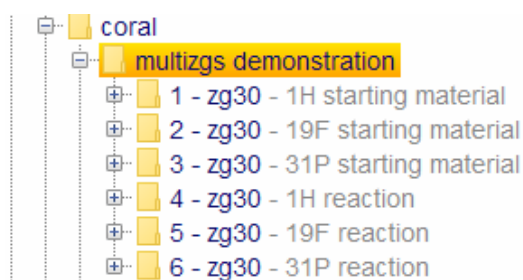 coral
multizgs demonstration
1 - zg30 - 1H starting material
2 - zg30 - 19F starting material
3 - zg30 - 31P starting material
4 - zg30 - 1H reaction
5 - zg30 - 19F reaction
6 - zg30 - 31P reaction